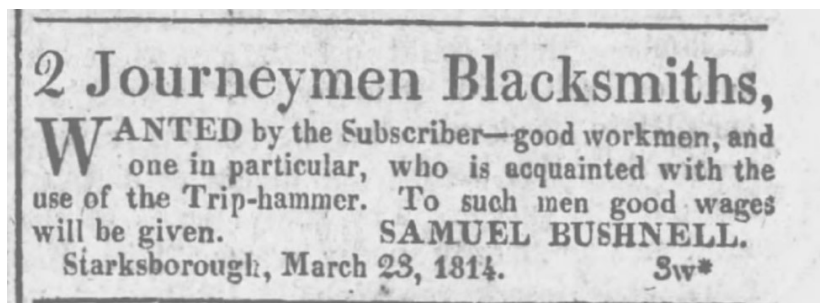 2 Journeymen Blacksmiths,
WANTED by the Subscriber—good workmen, and
one in particular, who is acquainted with the
use of the Trip-hammer. To such men good wages
will be given. SAMUEL BUSHNELL.
Starksborough, March 23, 1814. 3w*